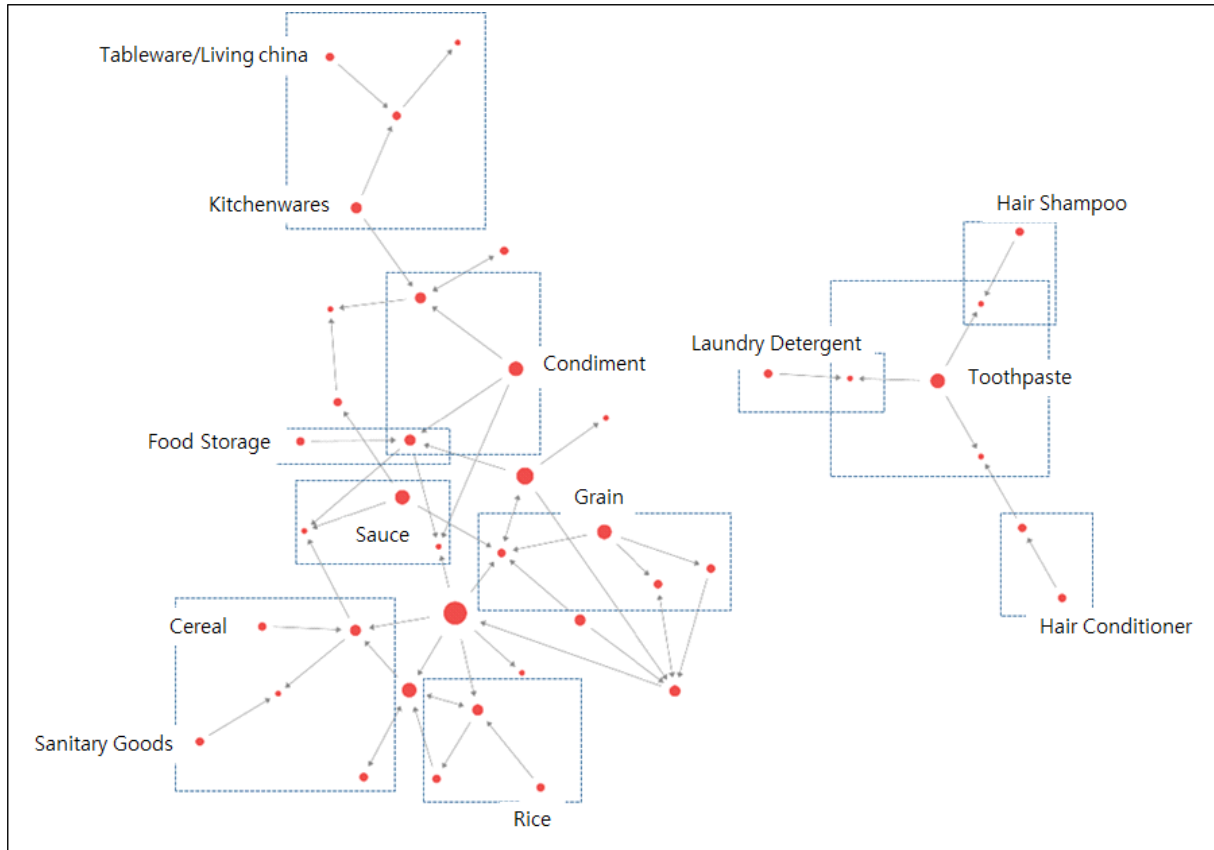 Tableware/Living china
Kitchenwares
Hair Shampoo
Laundry Detergent
Condiment
Toothpaste
Food Storage
Grain
Sauce
Cereal
Hair Conditioner
Sanitary Goods
Rice